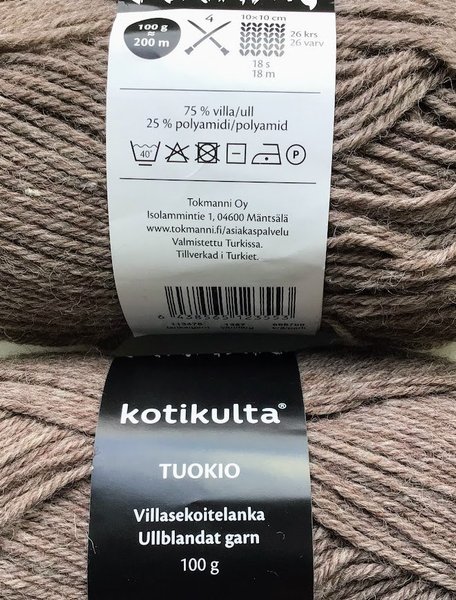 100 g
≈
200 m
4
10×10 cm
26 krs
26 varv
18 s
18 m
75 % villa/ull
25 % polyamidi/polyamid
40°
P
Tokmanni Oy
Isolammintie 1, 04600 Mäntsälä
www.tokmanni.fi/asiakaspalvelu
Valmistettu Turkissa.
Tillverkad i Turkiet.
kotikulta®
TUOKIO
Villasekoitelanka
Ullblandat garn
100 g